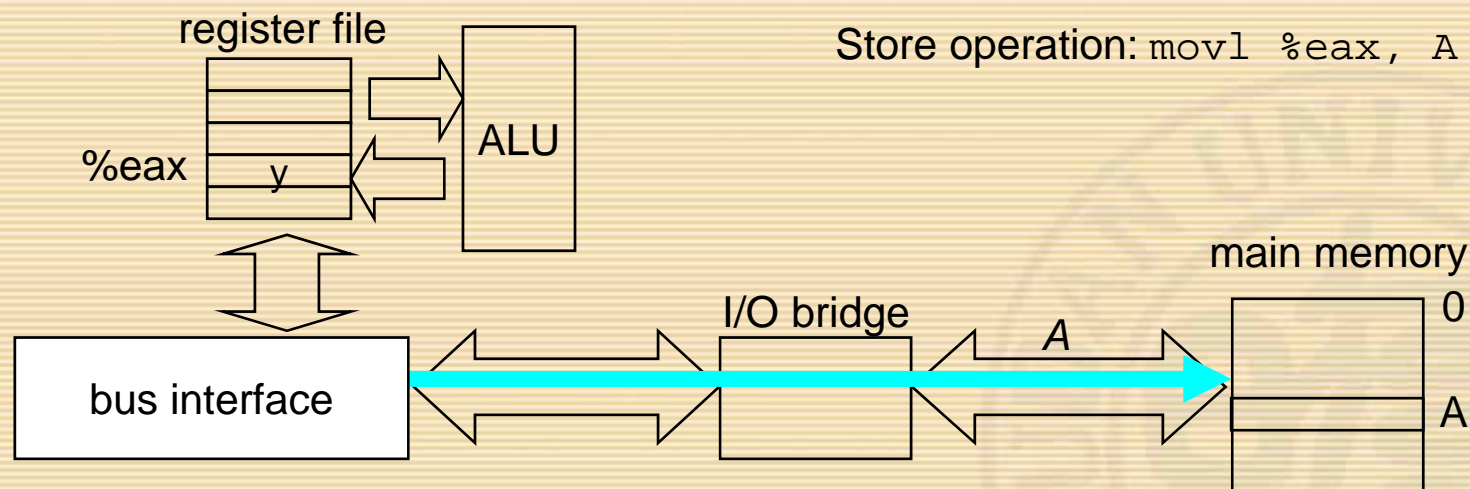 register file
Store operation: movl %eax, A
ALU
%eax
y
main memory
I/O bridge
0
A
bus interface
A